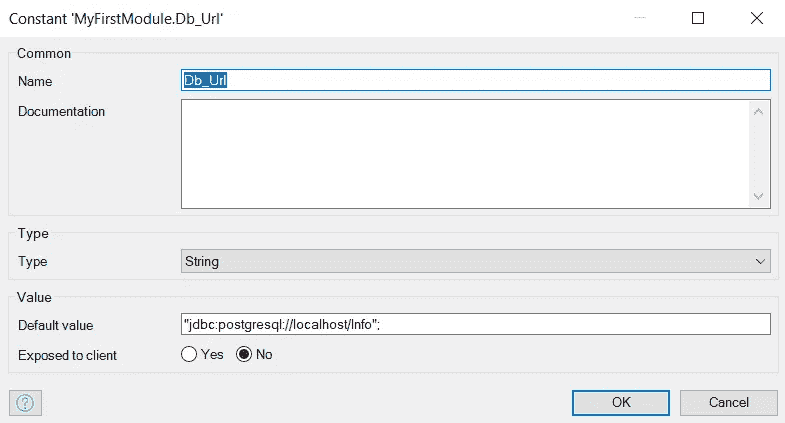 Constant 'MyFirstModule.Db_Url'
Common
Name Db_Url
Documentation
Type
Type String
Value
Default value "jdbc:postgresql://localhost/Info";
Exposed to client Yes No
? OK Cancel